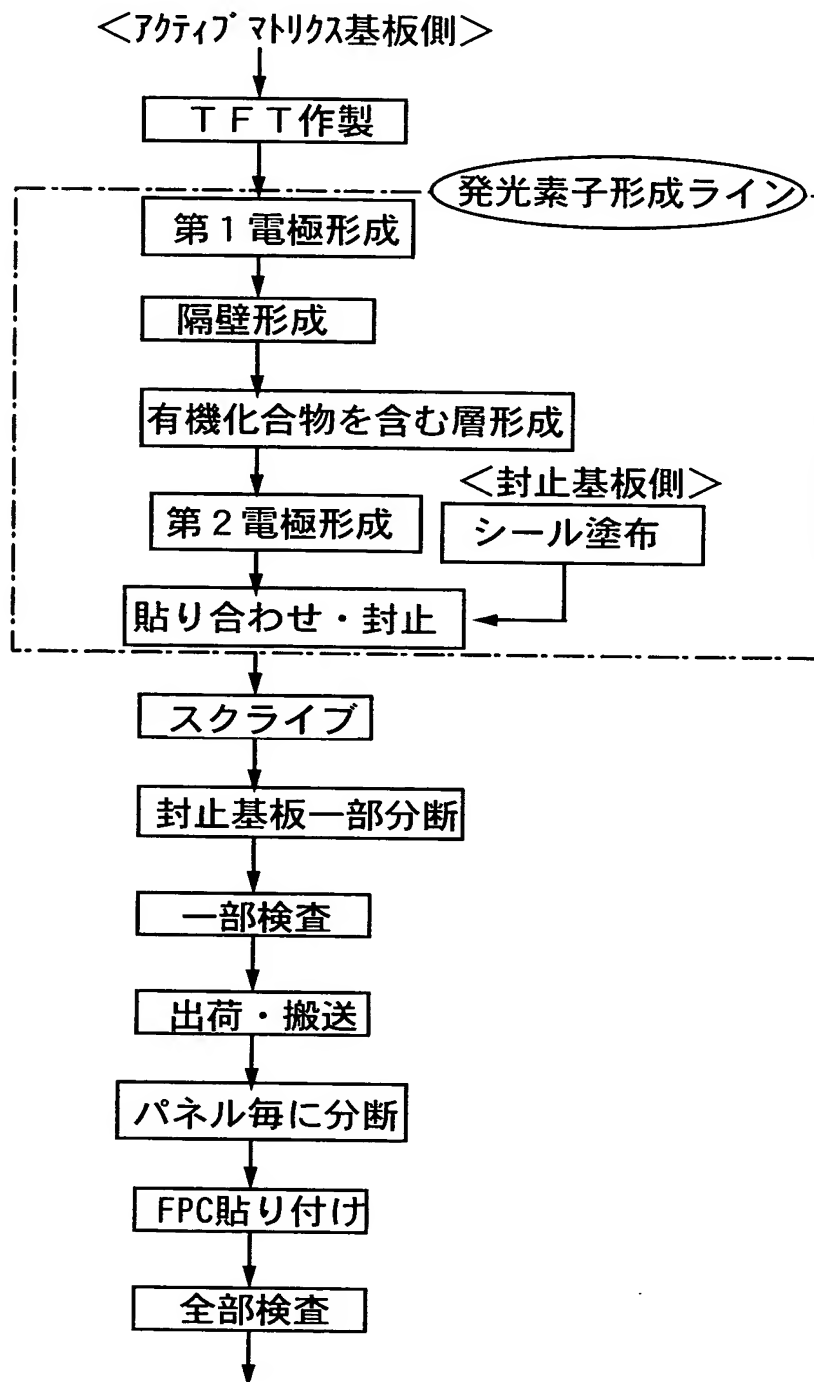 ＜ｱｸﾃｨﾌﾞﾏﾄﾘｸｽ基板側＞
ＴＦＴ作製
発光素子形成ライン
第１電極形成
隔壁形成
有機化合物を含む層形成
＜封止基板側＞
第２電極形成
シール塗布
貼り合わせ・封止
スクライブ
封止基板一部分断
一部検査
出荷・搬送
パネル毎に分断
FPC貼り付け
全部検査